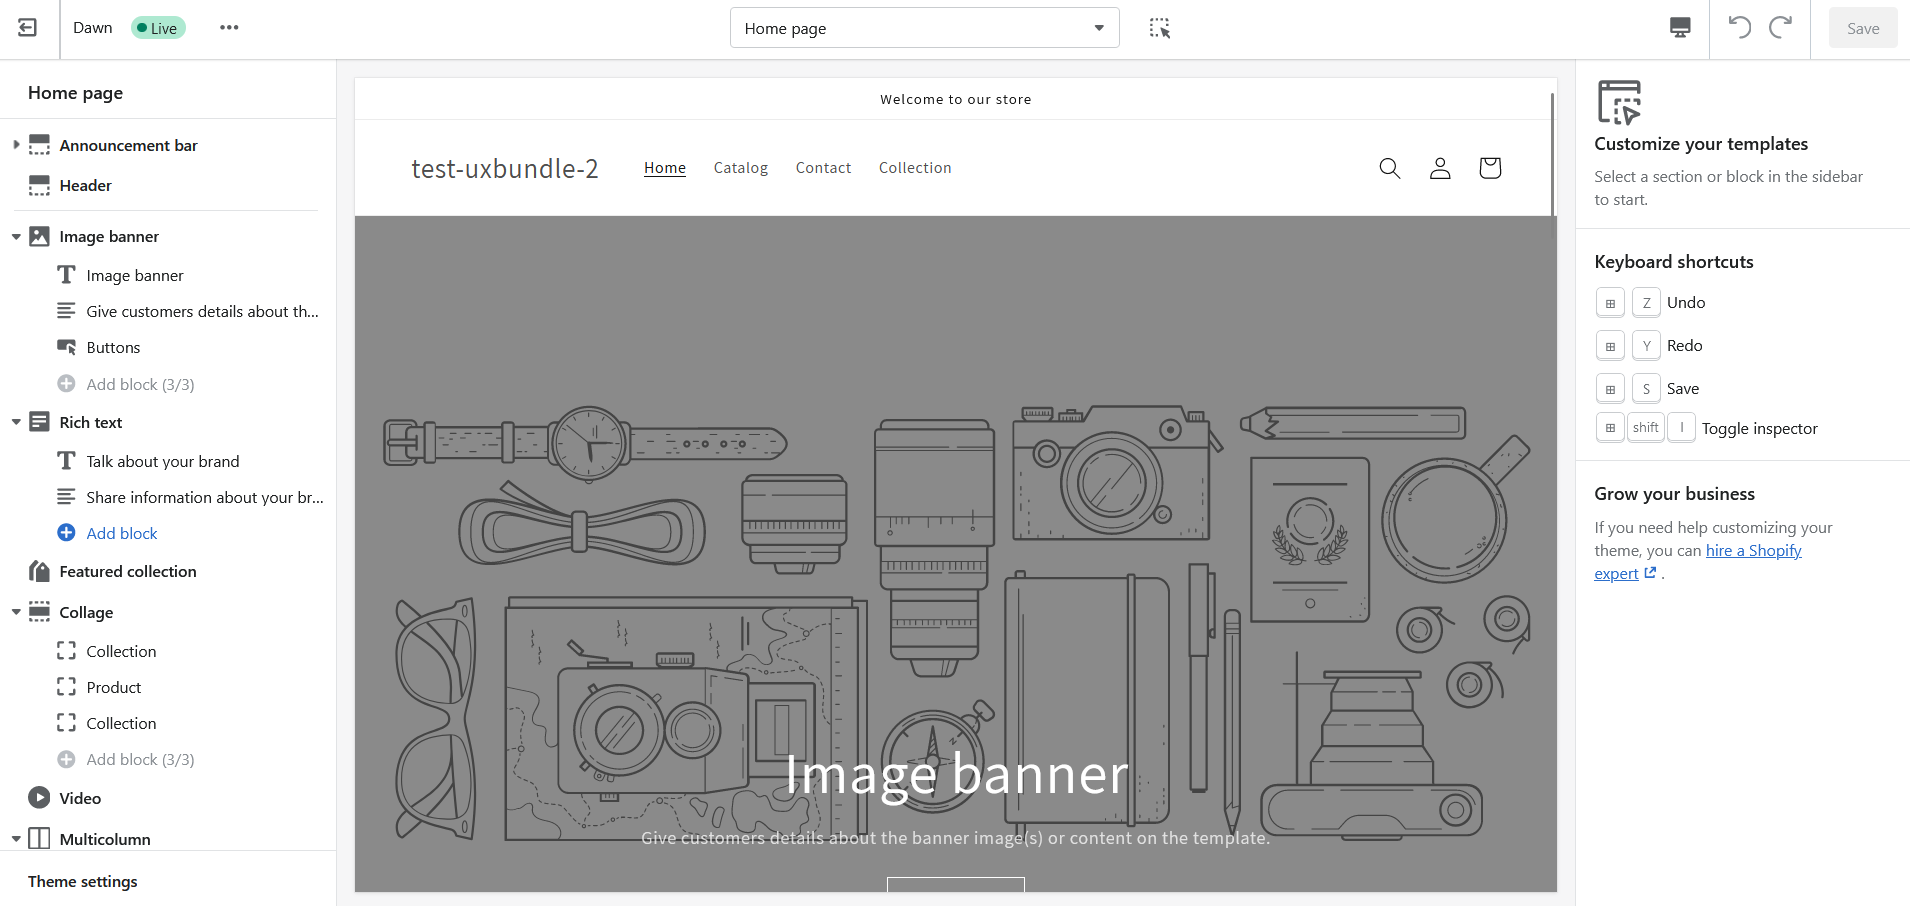 Dawn
Live
Home page
Save
Home page
Announcement bar
Header
Image banner
Image banner
Give customers details about th...
Buttons
Add block (3/3)
Rich text
Talk about your brand
Share information about your br...
Add block
Featured collection
Collage
Collection
Product
Collection
Add block (3/3)
Video
Multicolumn
Theme settings
Welcome to our store
test-uxbundle-2
Home Catalog Contact Collection
Image banner
Give customers details about the banner image(s) or content on the template.
Customize your templates
Select a section or block in the sidebar
to start.
Keyboard shortcuts
Z Undo
Y Redo
S Save
shift I Toggle inspector
Grow your business
If you need help customizing your
theme, you can hire a Shopify
expert .